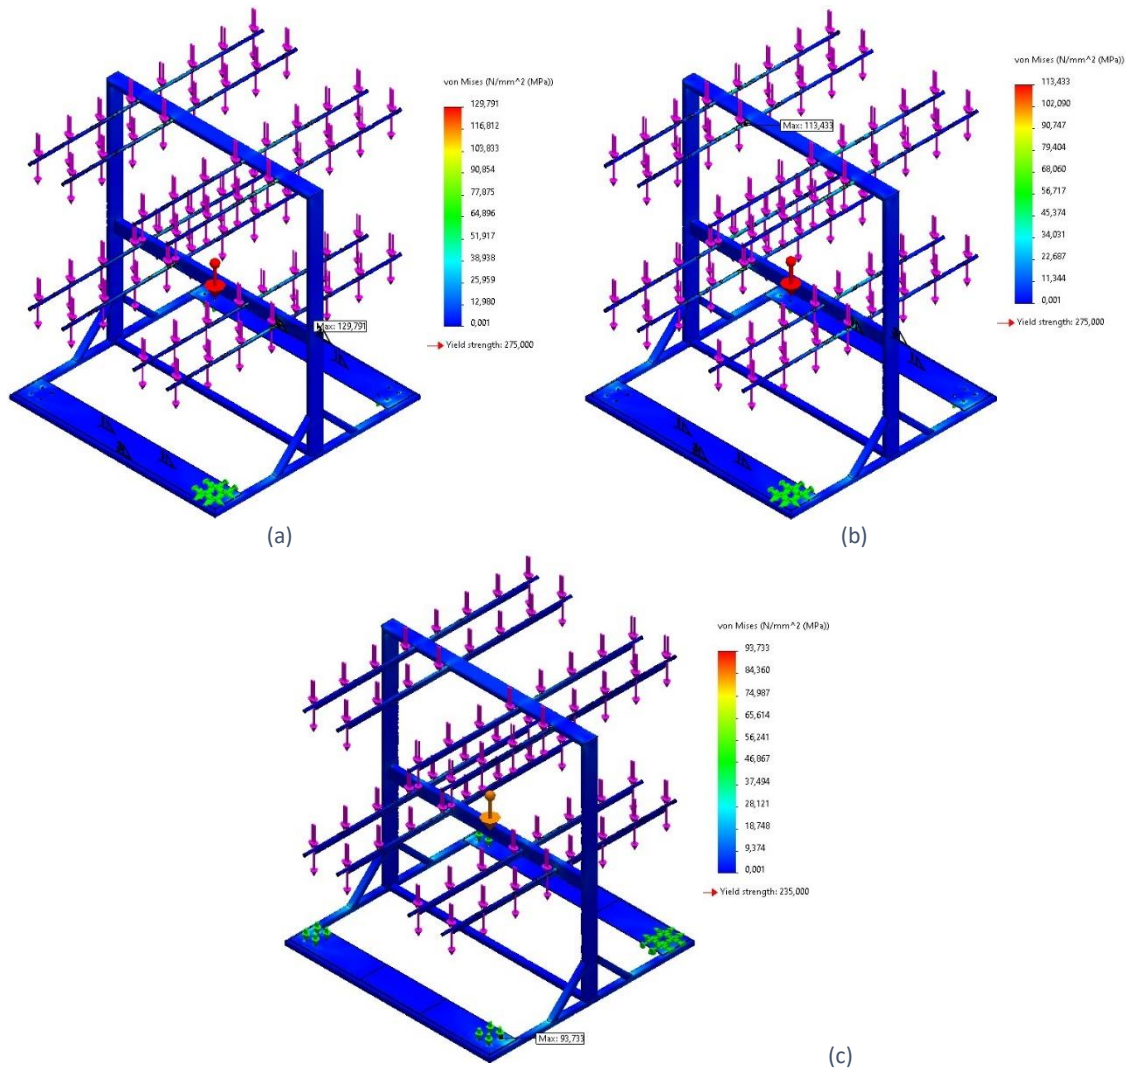 von Mises (N/mm^2 (MPa))
129,791
116,812
103,833
90,854
77,875
64,896
51,917
38,938
25,959
12,980
0,001
Yield strength: 275,000
Max: 129,791
(a)
von Mises (N/mm^2 (MPa))
113,433
102,090
90,747
79,404
68,060
56,717
45,374
34,031
22,687
11,344
0,001
Yield strength: 275,000
Max: 113,433
(b)
von Mises (N/mm^2 (MPa))
93,733
84,360
74,987
65,614
56,241
46,867
37,494
28,121
18,748
9,374
0,001
Yield strength: 235,000
Max: 93,733
(c)